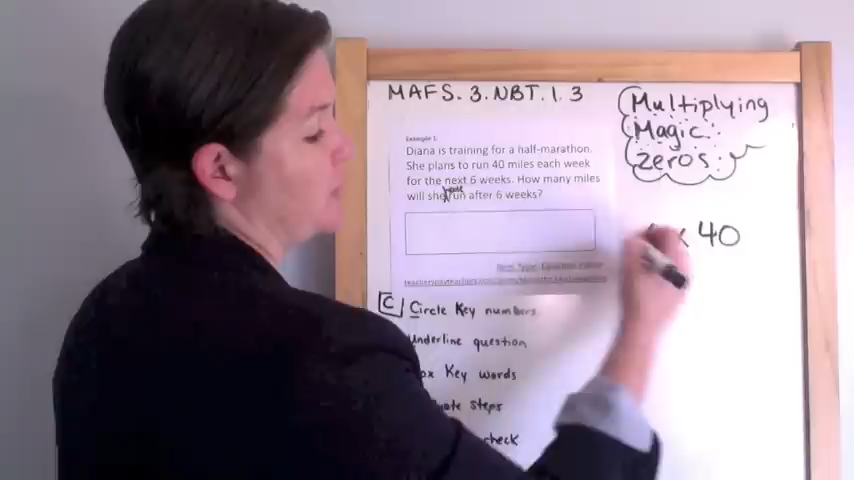 MAFS.3.NBT.1.3
Multiplying
Magic
zeros
Example 1
Diana is training for a half-marathon.
She plans to run 40 miles each week
for the next 6 weeks. How many miles
will she have run after 6 weeks?
x 40
C Circle Key numbers
Underline question
Key words
steps
check